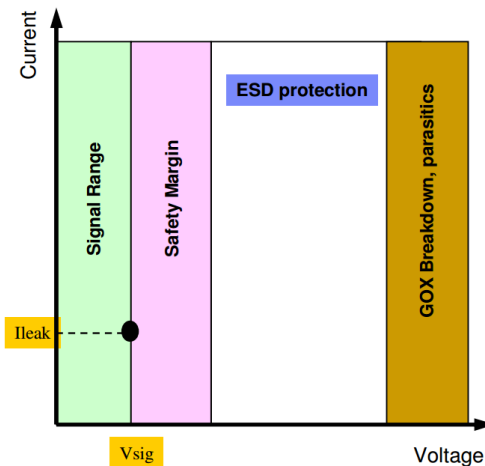 Current
Signal Range
Safety Margin
ESD protection
GOX Breakdown, parasitics
Ileak
Vsig
Voltage